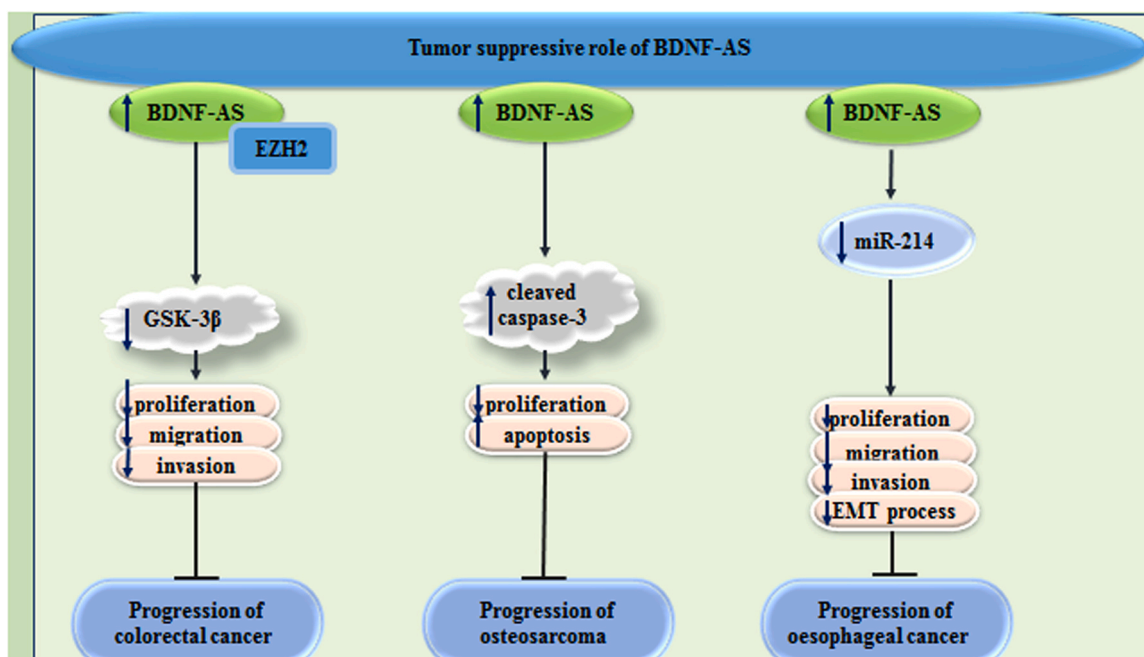 Tumor suppressive role of BDNF-AS
BDNF-AS
EZH2
GSK-3β
proliferation
migration
invasion
Progression of
colorectal cancer
BDNF-AS
cleaved
caspase-3
proliferation
apoptosis
Progression of
osteosarcoma
BDNF-AS
miR-214
proliferation
migration
invasion
EMT process
Progression of
oesophageal cancer